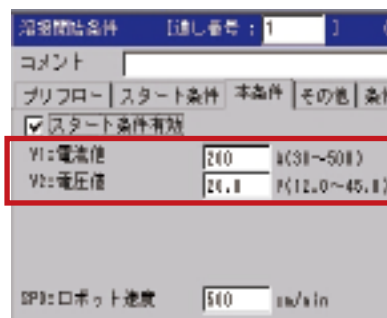 溶接開始条件 [通し番号： 1 ]
コメント
プリフロー スタート条件 本条件 その他 条件
スタート条件有効
V1:電流値 200 A(30～500)
V2:電圧値 20.0 V(12.0～45.0)
SPD:ロボット速度 500 cm/min